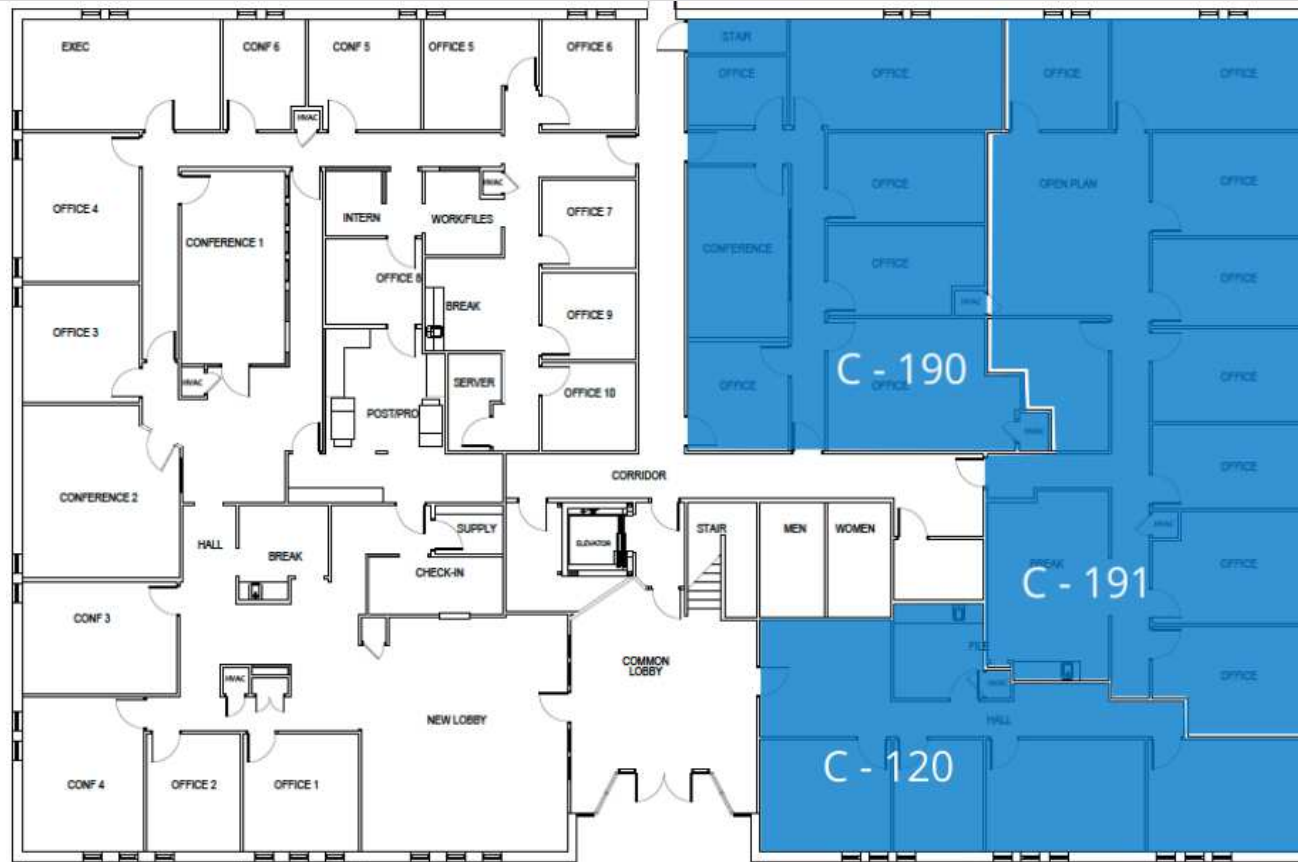 EXEC
CONF 6
CONF 5
OFFICE 5
OFFICE 6
STAIR
OFFICE
OFFICE
OFFICE
OFFICE
HVAC
HVAC
OFFICE 4
INTERN
WORK/FILES
OFFICE 7
OFFICE
OPEN PLAN
OFFICE
CONFERENCE 1
CONFERENCE
OFFICE 8
OFFICE
OFFICE
BREAK
HVAC
OFFICE 3
OFFICE 9
HVAC
SERVER
OFFICE 10
OFFICE
C - 190
OFFICE
OFFICE
POST/PRO
HVAC
CONFERENCE 2
CORRIDOR
OFFICE
HALL
BREAK
SUPPLY
ELEVATOR
STAIR
MEN
WOMEN
HVAC
CHECK-IN
BREAK
OFFICE
C - 191
CONF 3
FILE
COMMON
LOBBY
HVAC
HVAC
OFFICE
NEW LOBBY
HALL
CONF 4
OFFICE 2
OFFICE 1
C - 120